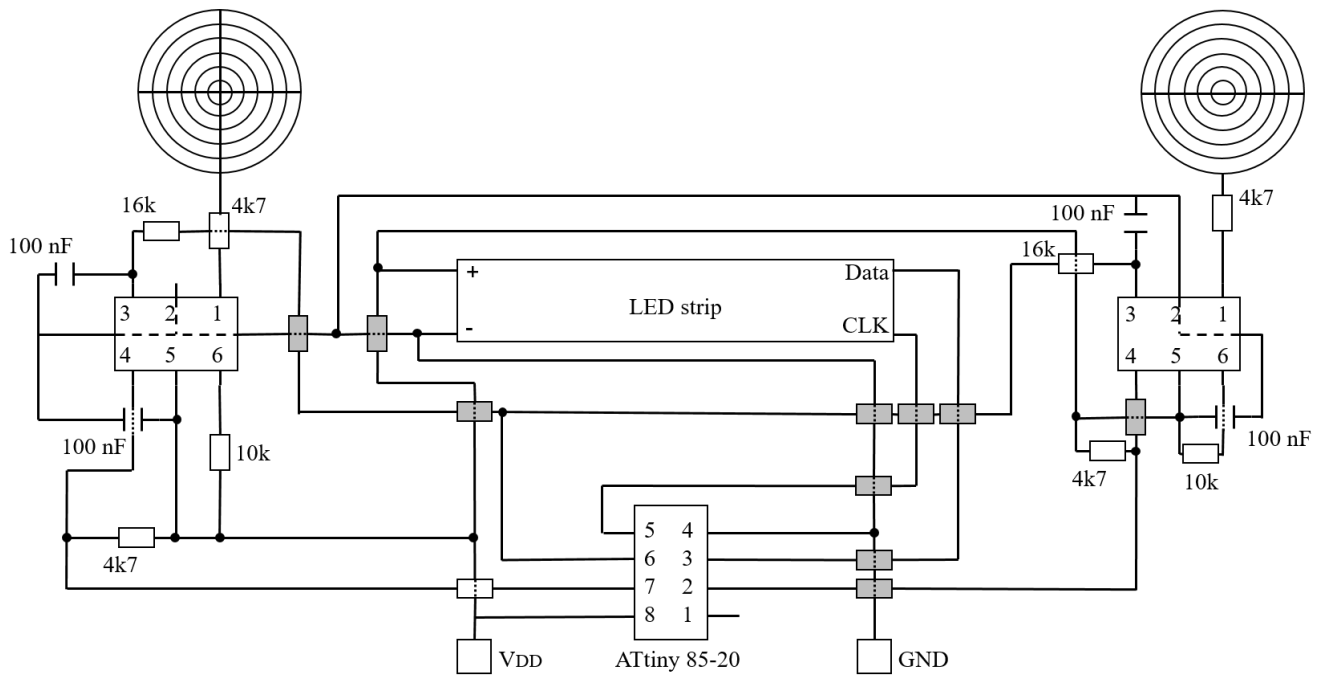 16k
4k7
4k7
100 nF
100 nF
16k
3 2 1
4 5 6
+
Data
LED strip
-
CLK
3 2 1
4 5 6
100 nF
10k
100 nF
4k7
10k
4k7
5 4
6 3
7 2
8 1
VDD
ATtiny 85-20
GND